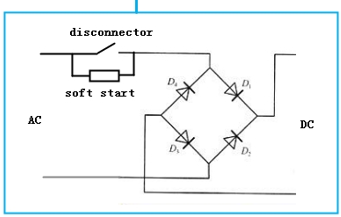 disconnector
D₄
D₁
soft start
AC
DC
D₃
D₂